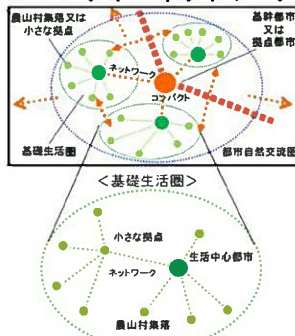 農山村集落又は
小さな拠点
基幹都市
又は
拠点都市
ネットワーク
コンパクト
基礎生活圏
都市自然交流圏
＜基礎生活圏＞
小さな拠点
生活中心都市
ネットワーク
農山村集落